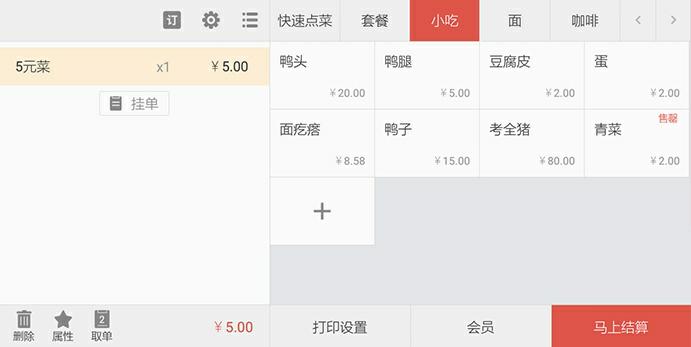 订
快速点菜 套餐 小吃 面 咖啡 < >
5元菜 x1 ¥5.00
挂单
鸭头 鸭腿 豆腐皮 蛋
¥20.00 ¥5.00 ¥2.00 ¥2.00
售罄
面疙瘩 鸭子 考全猪 青菜
¥8.58 ¥15.00 ¥80.00 ¥2.00
+
2
删除 属性 取单 ¥5.00 打印设置 会员 马上结算